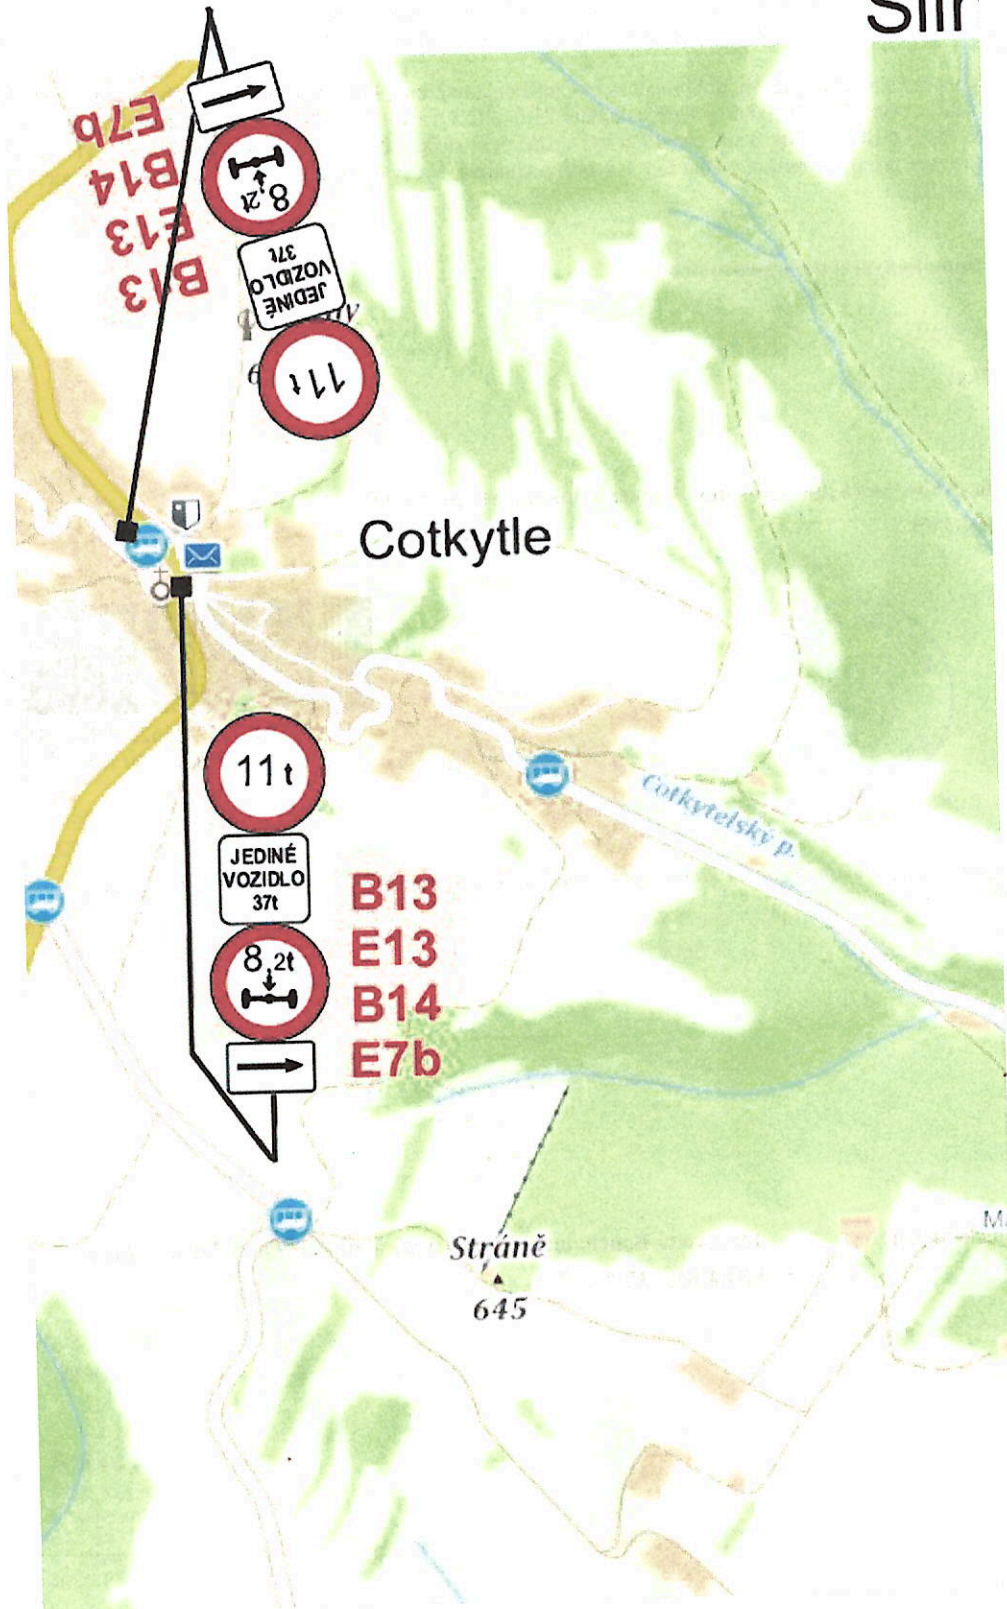 E7b
B14
E13
B13
8,2t
JEDINÉ
VOZIDLO
37t
11 t
Cotkytle
11 t
JEDINÉ
VOZIDLO
37t
8,2t
B13
E13
B14
E7b
Cotkytelský p.
Stráně
645